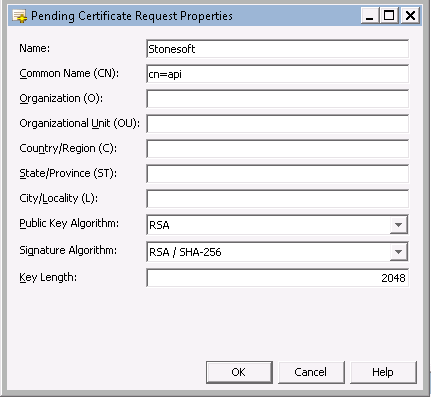 Pending Certificate Request Properties
Name: Stonesoft
Common Name (CN): cn=api
Organization (O):
Organizational Unit (OU):
Country/Region (C):
State/Province (ST):
City/Locality (L):
Public Key Algorithm: RSA
Signature Algorithm: RSA / SHA-256
Key Length: 2048
OK Cancel Help